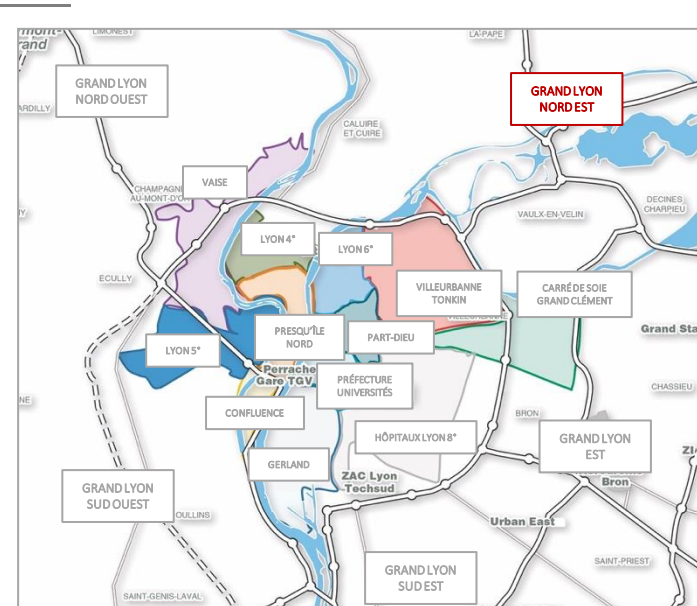 LIMONEST
LA-PAPE
GRAND LYON
NORD OUEST
GRAND LYON
NORD EST
ARDILLY
CALUIRE
ET CUIRE
VAISE
CHAMPAGNE
AU-MONT-D'OR
DECINES
CHARPIEU
VAULX-EN-VELIN
LYON 4°
LYON 6°
ECULLY
VILLEURBANNE
TONKIN
CARRÉ DE SOIE
GRAND CLÉMENT
PRESQU'ÎLE
NORD
PART-DIEU
Grand Sta
LYON 5°
Perrache
Gare TGV
PRÉFECTURE
UNIVERSITÉS
CHASSIEU
NE
CONFLUENCE
BRON
HÔPITAUX LYON 8°
GRAND LYON
EST
GERLAND
ZAC Lyon
Techsud
ZI
Bron
GRAND LYON
SUD OUEST
OULLINS
Urban East
GRAND LYON
SUD EST
SAINT-PRIEST
SAINT-GENIS-LAVAL